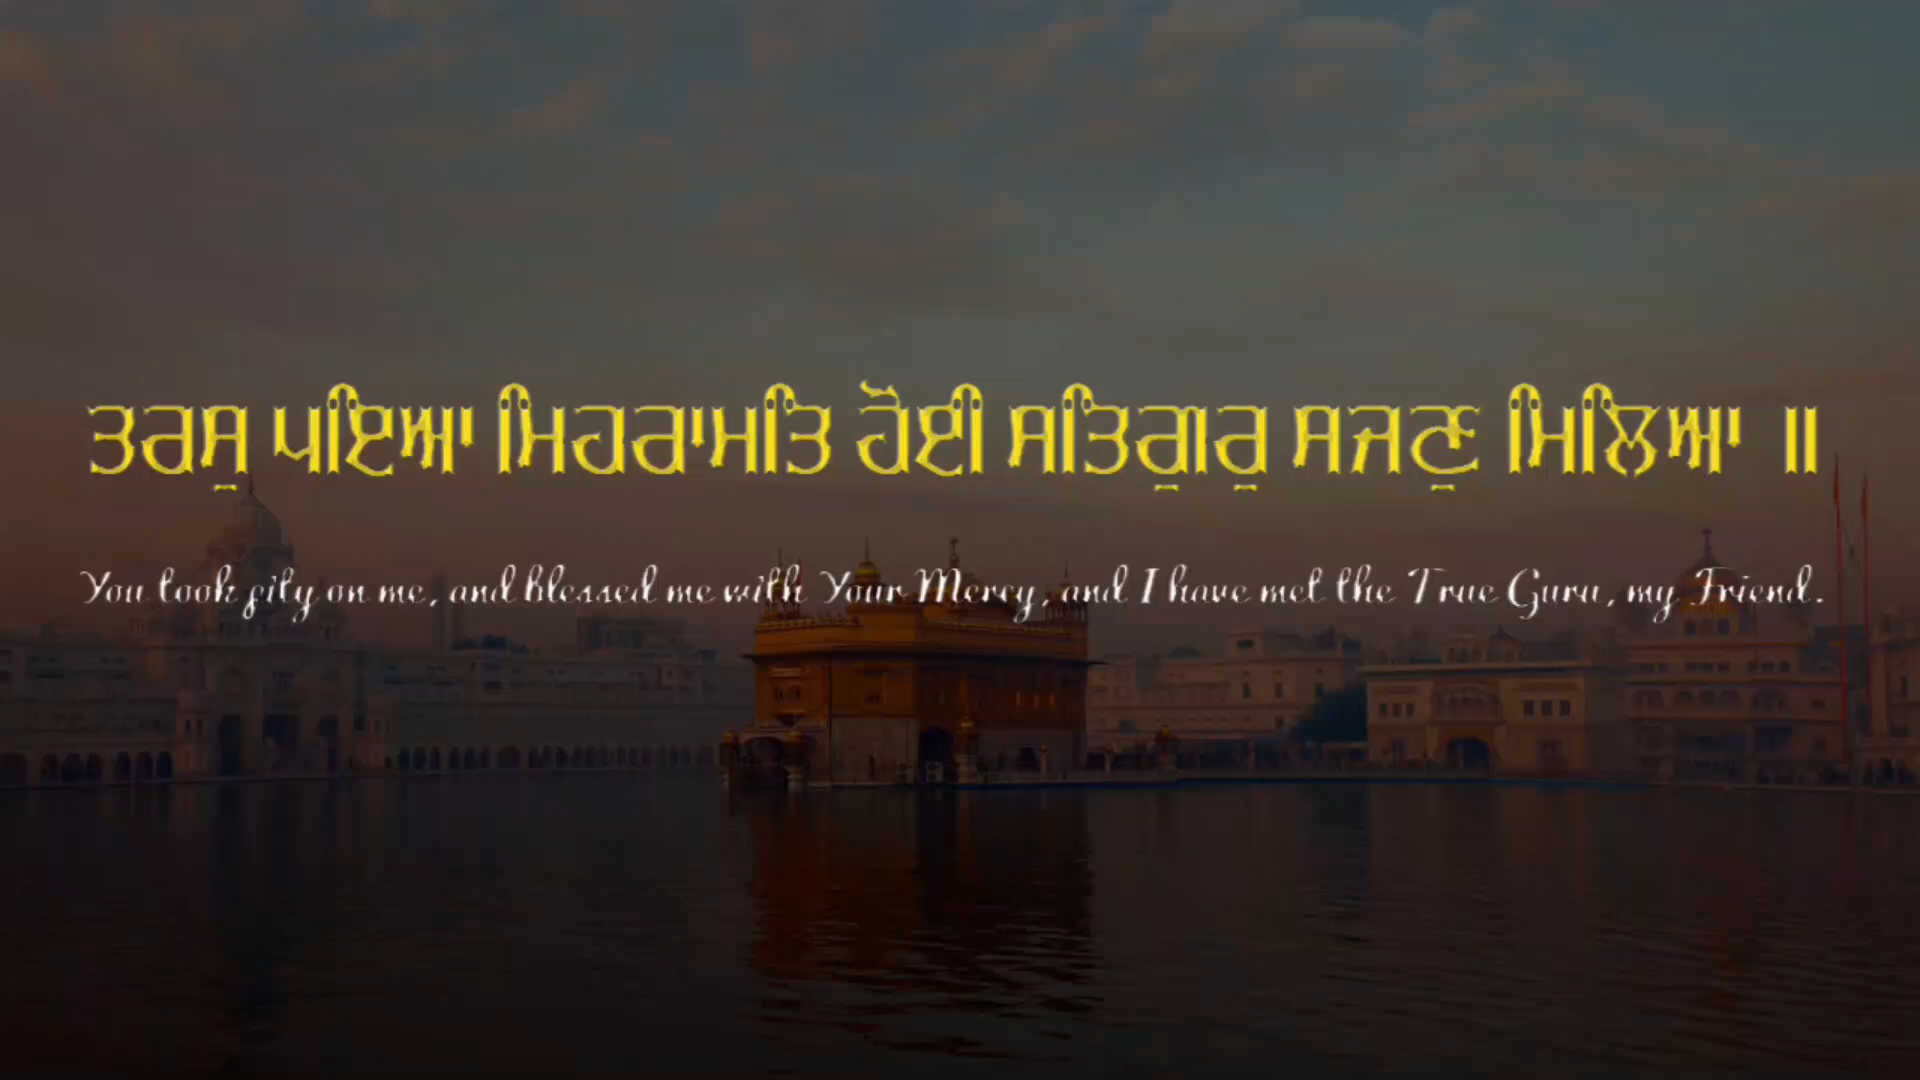 ਤਰਸੁ ਪਇਆ ਮਿਹਰਾਮਤਿ ਹੋਈ ਸਤਿਗੁਰੁ ਸਜਣੁ ਮਿਲਿਆ ॥
You took pity on me, and blessed me with Your Mercy, and I have met the True Guru, my Friend.